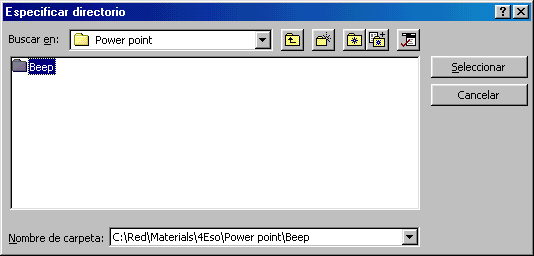 Especificar directorio
Buscar en: Power point
Beep
Seleccionar
Cancelar
Nombre de carpeta: C:\Red\Materials\4Eso\Power point\Beep